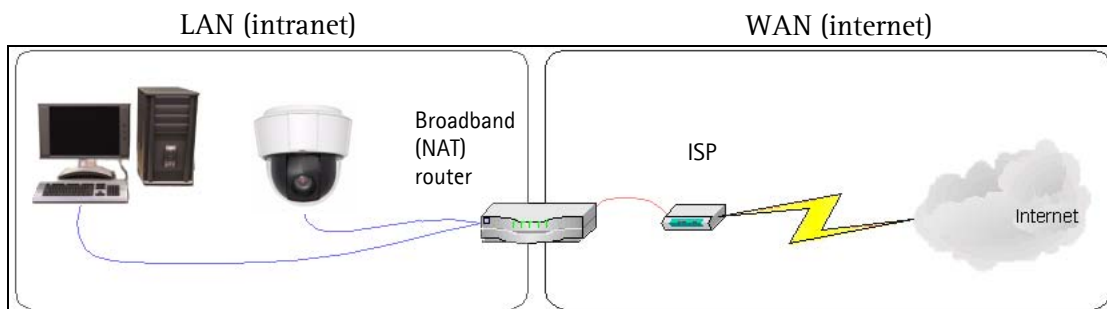 LAN (intranet)
WAN (internet)
Broadband
(NAT)
router
ISP
Internet